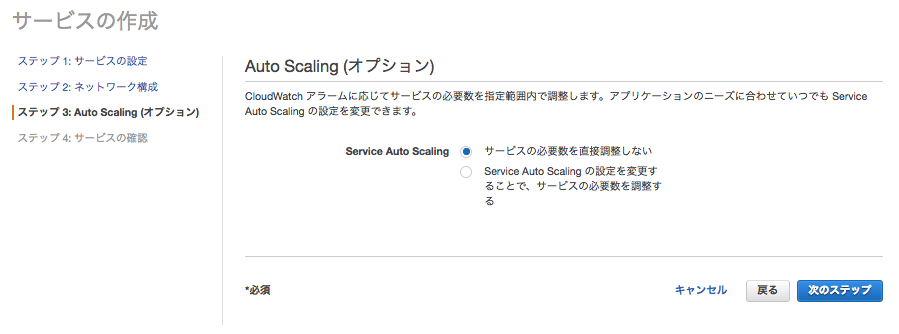 サービスの作成
ステップ 1: サービスの設定
ステップ 2: ネットワーク構成
ステップ 3: Auto Scaling (オプション)
ステップ 4: サービスの確認
Auto Scaling (オプション)
CloudWatch アラームに応じてサービスの必要数を指定範囲内で調整します。アプリケーションのニーズに合わせていつでも Service
Auto Scaling の設定を変更できます。
Service Auto Scaling
サービスの必要数を直接調整しない
Service Auto Scaling の設定を変更す
ることで、サービスの必要数を調整す
る
*必須
キャンセル
戻る
次のステップ